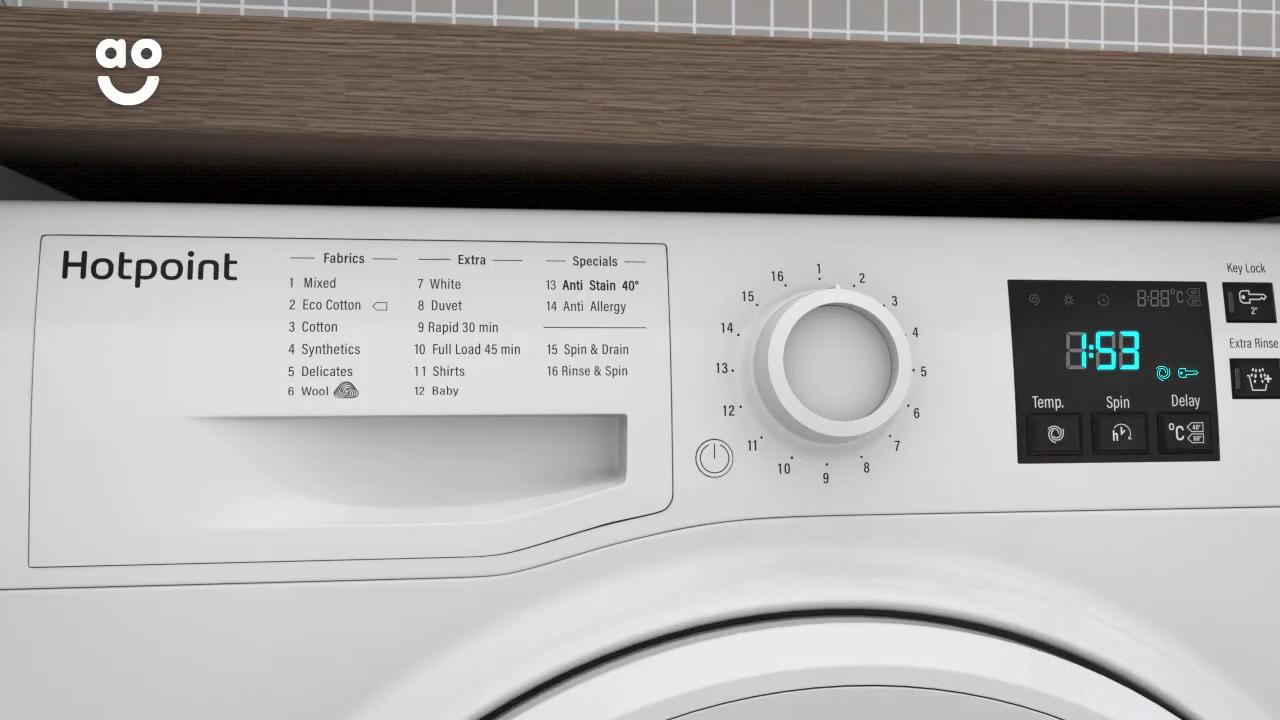 ao
Hotpoint
Fabrics
1 Mixed
2 Eco Cotton
3 Cotton
4 Synthetics
5 Delicates
6 Wool
Extra
7 White
8 Duvet
9 Rapid 30 min
10 Full Load 45 min
11 Shirts
12 Baby
Specials
13 Anti Stain 40°
14 Anti Allergy
15 Spin & Drain
16 Rinse & Spin
1
2
3
4
5
6
7
8
9
10
11
12
13
14
15
16
8:88°C
1:53
Temp. Spin Delay
h
°C 40° 60°
Key Lock
2"
Extra Rinse